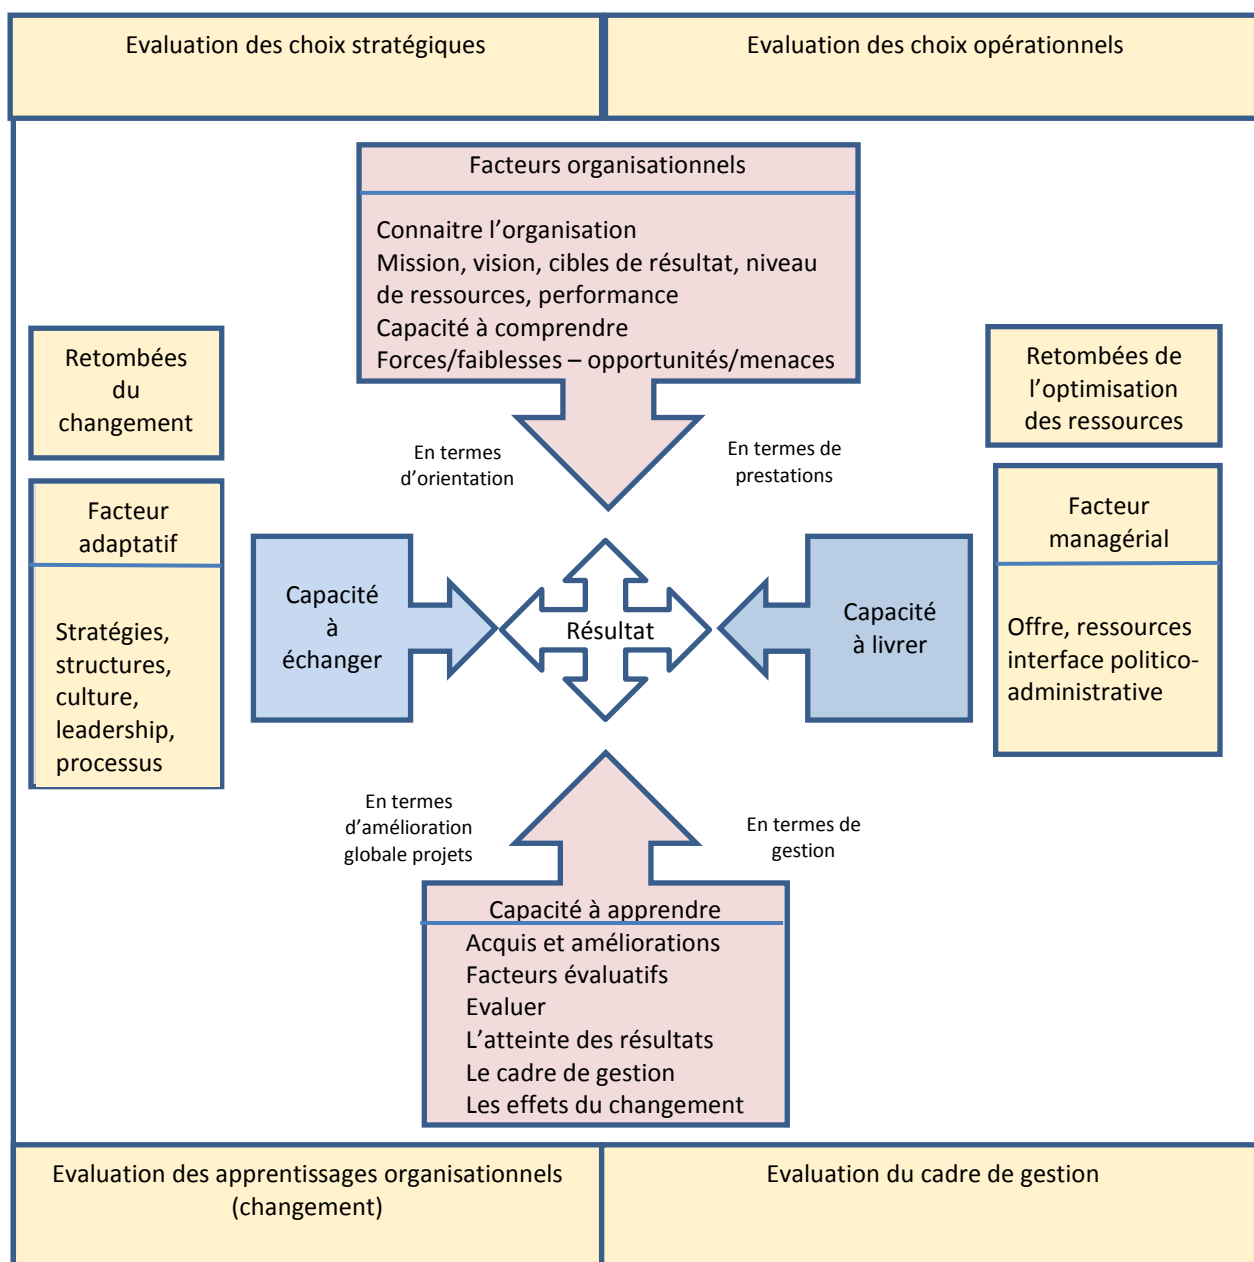 Evaluation des choix stratégiques
Evaluation des choix opérationnels
Facteurs organisationnels
Connaitre l’organisation
Mission, vision, cibles de résultat, niveau
de ressources, performance
Capacité à comprendre
Forces/faiblesses – opportunités/menaces
Retombées
du
changement
Retombées de
l’optimisation
des ressources
En termes
d’orientation
En termes de
prestations
Facteur
adaptatif
Stratégies,
structures,
culture,
leadership,
processus
Capacité
à
échanger
Résultat
Capacité
à livrer
Facteur
managérial
Offre, ressources
interface politico-
administrative
En termes
d’amélioration
globale projets
En termes de
gestion
Capacité à apprendre
Acquis et améliorations
Facteurs évaluatifs
Evaluer
L’atteinte des résultats
Le cadre de gestion
Les effets du changement
Evaluation des apprentissages organisationnels
(changement)
Evaluation du cadre de gestion